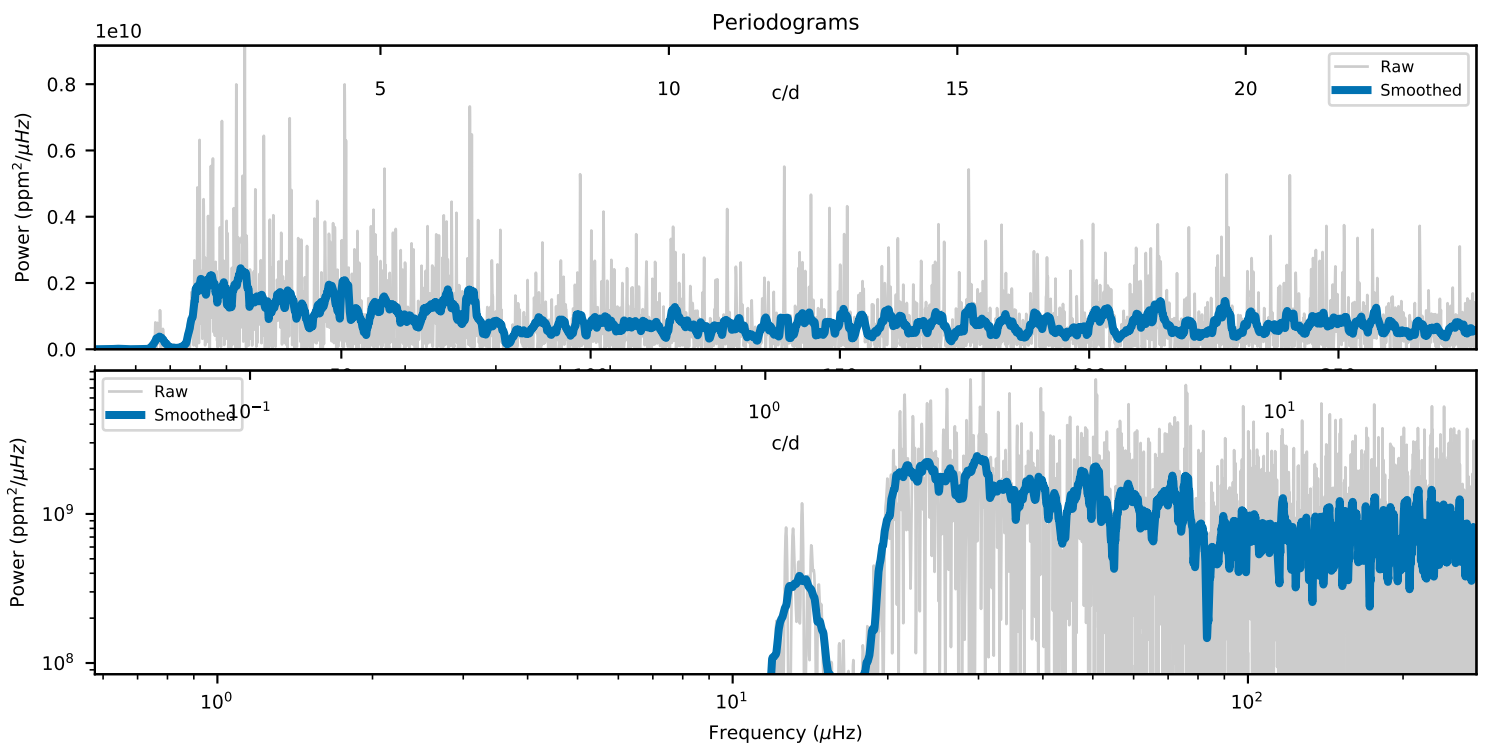 Periodograms
1e10
Power (ppm²/μHz)
0.8
0.6
0.4
0.2
0.0
5
10
15
20
c/d
Raw
Smoothed
Raw
Smoothed
10⁻¹
10⁰
10¹
c/d
Power (ppm²/μHz)
10⁹
10⁸
10⁰
10¹
10²
Frequency (μHz)